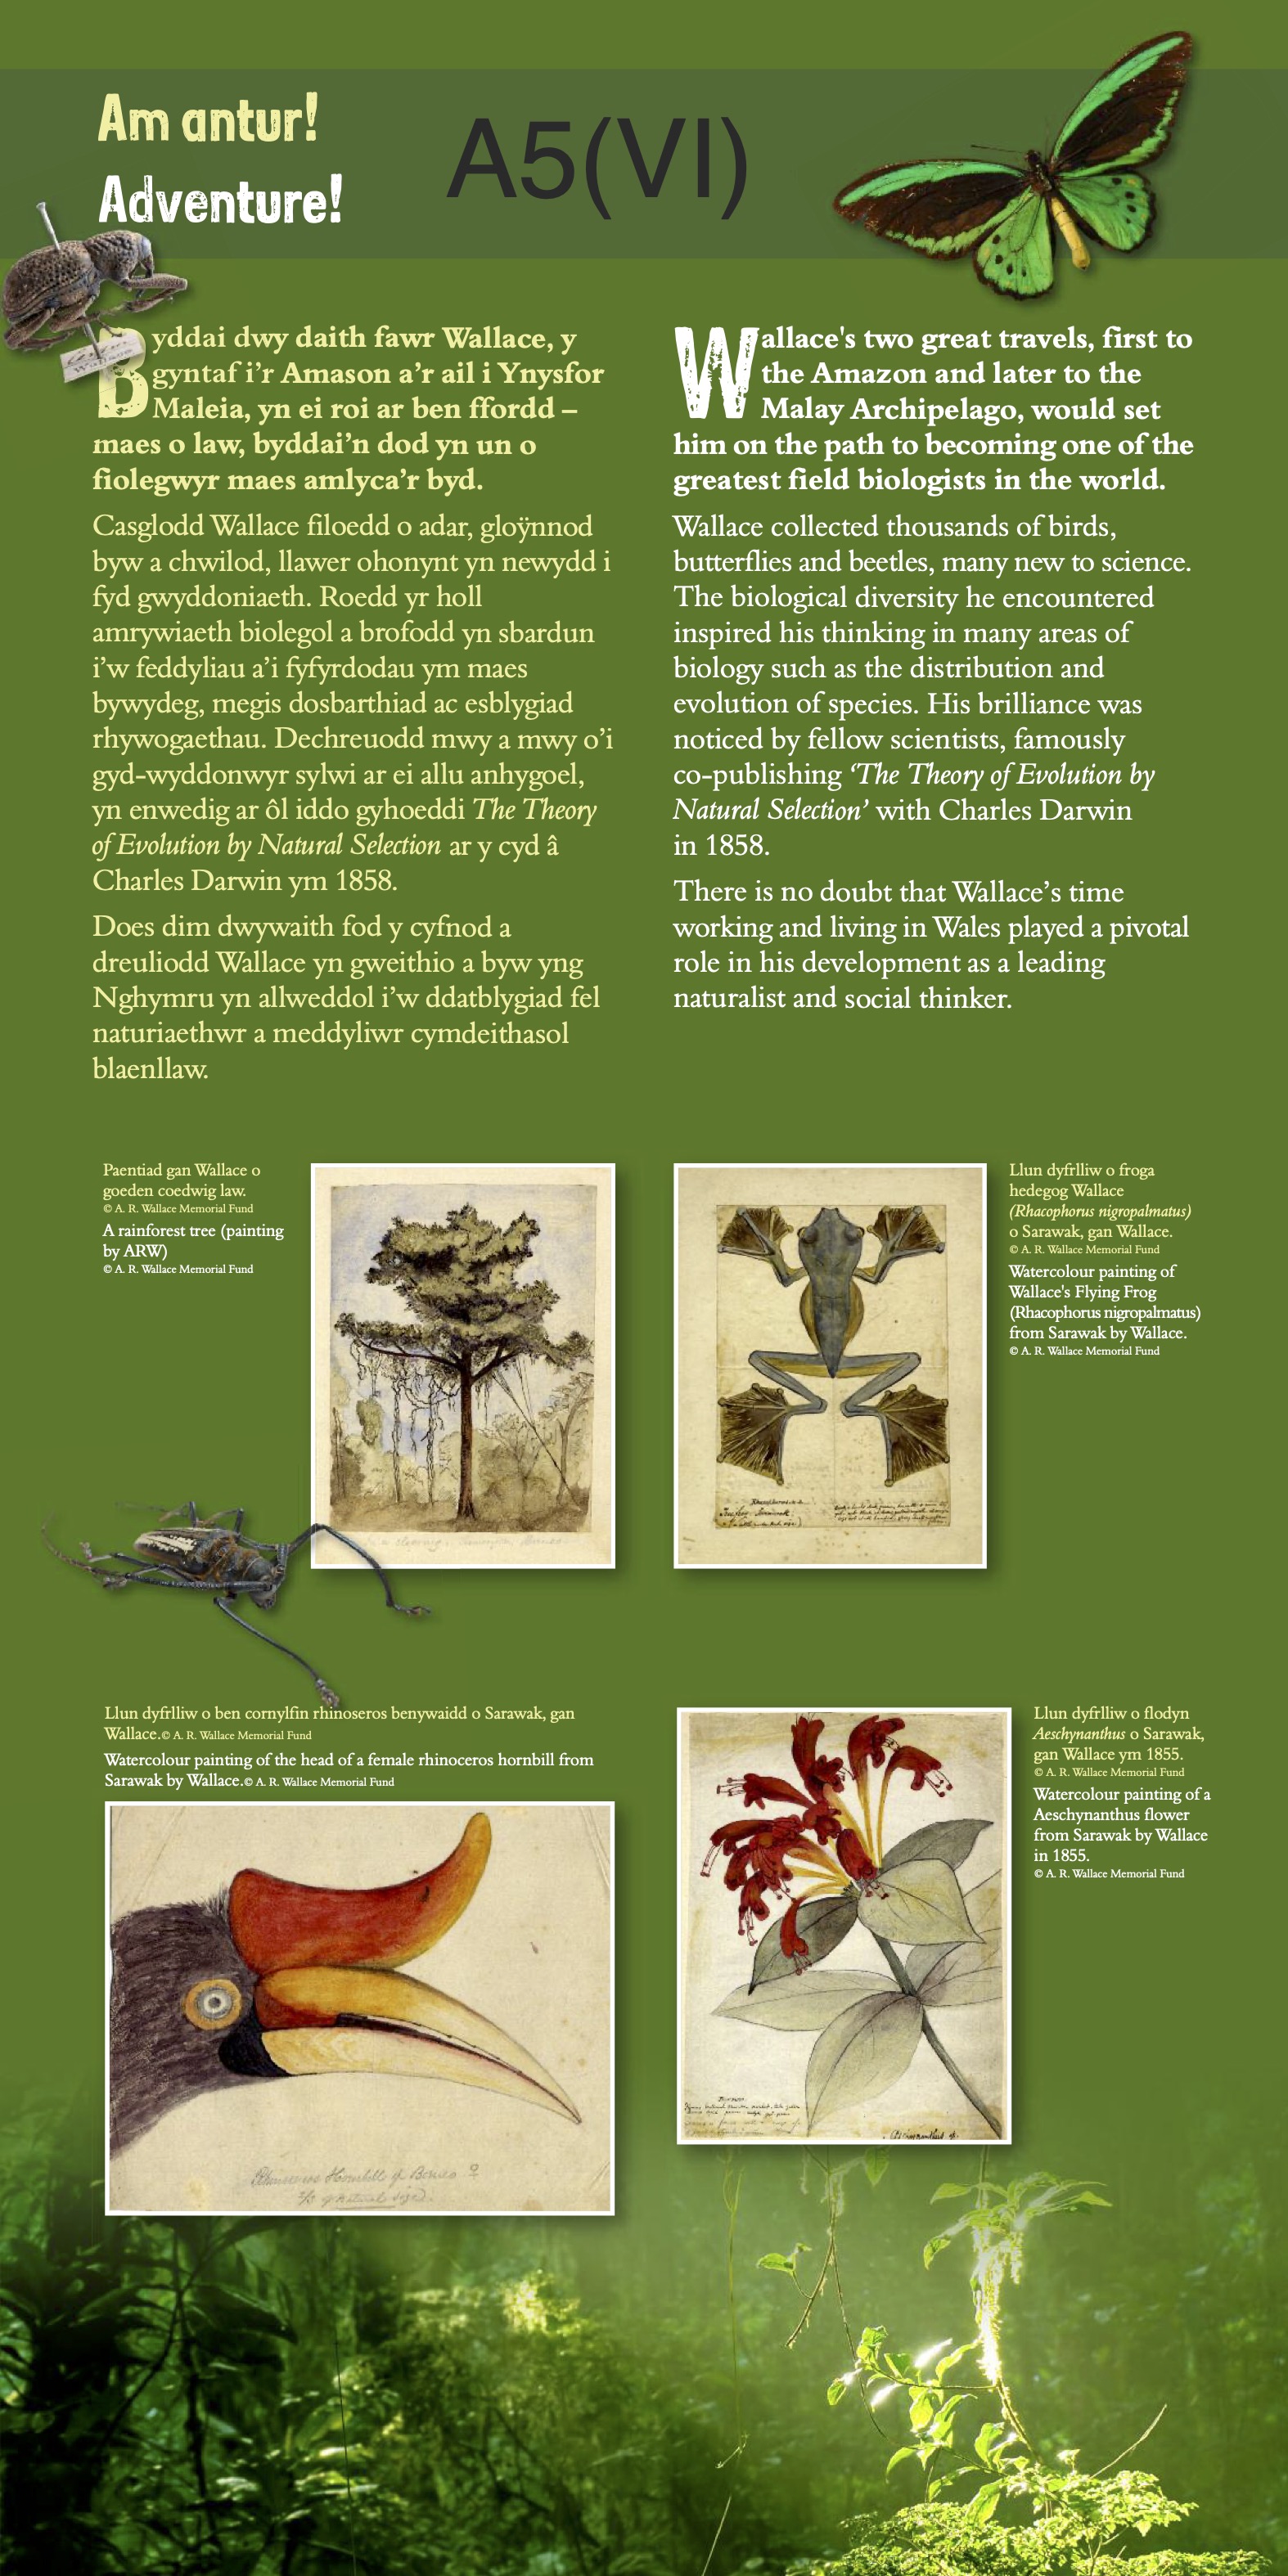 Am antur!
Adventure!
A5(VI)
Byddai dwy daith fawr Wallace, y
gyntaf i’r Amason a’r ail i Ynysfor
Maleia, yn ei roi ar ben ffordd –
maes o law, byddai’n dod yn un o
fiolegwyr maes amlyca’r byd.
Casglodd Wallace filoedd o adar, gloÿnnod
byw a chwilod, llawer ohonynt yn newydd i
fyd gwyddoniaeth. Roedd yr holl
amrywiaeth biolegol a brofodd yn sbardun
i’w feddyliau a’i fyfyrdodau ym maes
bywydeg, megis dosbarthiad ac esblygiad
rhywogaethau. Dechreuodd mwy a mwy o’i
gyd-wyddonwyr sylwi ar ei allu anhygoel,
yn enwedig ar ôl iddo gyhoeddi The Theory
of Evolution by Natural Selection ar y cyd â
Charles Darwin ym 1858.
Does dim dwywaith fod y cyfnod a
dreuliodd Wallace yn gweithio a byw yng
Nghymru yn allweddol i’w ddatblygiad fel
naturiaethwr a meddyliwr cymdeithasol
blaenllaw.
Wallace's two great travels, first to
the Amazon and later to the
Malay Archipelago, would set
him on the path to becoming one of the
greatest field biologists in the world.
Wallace collected thousands of birds,
butterflies and beetles, many new to science.
The biological diversity he encountered
inspired his thinking in many areas of
biology such as the distribution and
evolution of species. His brilliance was
noticed by fellow scientists, famously
co-publishing ‘The Theory of Evolution by
Natural Selection’ with Charles Darwin
in 1858.
There is no doubt that Wallace’s time
working and living in Wales played a pivotal
role in his development as a leading
naturalist and social thinker.
Paentiad gan Wallace o
goeden coedwig law.
© A. R. Wallace Memorial Fund
A rainforest tree (painting
by ARW)
© A. R. Wallace Memorial Fund
Llun dyfrlliw o froga
hedegog Wallace
(Rhacophorus nigropalmatus)
o Sarawak, gan Wallace.
© A. R. Wallace Memorial Fund
Watercolour painting of
Wallace's Flying Frog
(Rhacophorus nigropalmatus)
from Sarawak by Wallace.
© A. R. Wallace Memorial Fund
Llun dyfrlliw o ben cornylfin rhinoseros benywaidd o Sarawak, gan
Wallace.© A. R. Wallace Memorial Fund
Watercolour painting of the head of a female rhinoceros hornbill from
Sarawak by Wallace.© A. R. Wallace Memorial Fund
Rhinoceros Hornbill of Borneo ♀
2/3 of natural size.
Llun dyfrlliw o flodyn
Aeschynanthus o Sarawak,
gan Wallace ym 1855.
© A. R. Wallace Memorial Fund
Watercolour painting of a
Aeschynanthus flower
from Sarawak by Wallace
in 1855.
© A. R. Wallace Memorial Fund